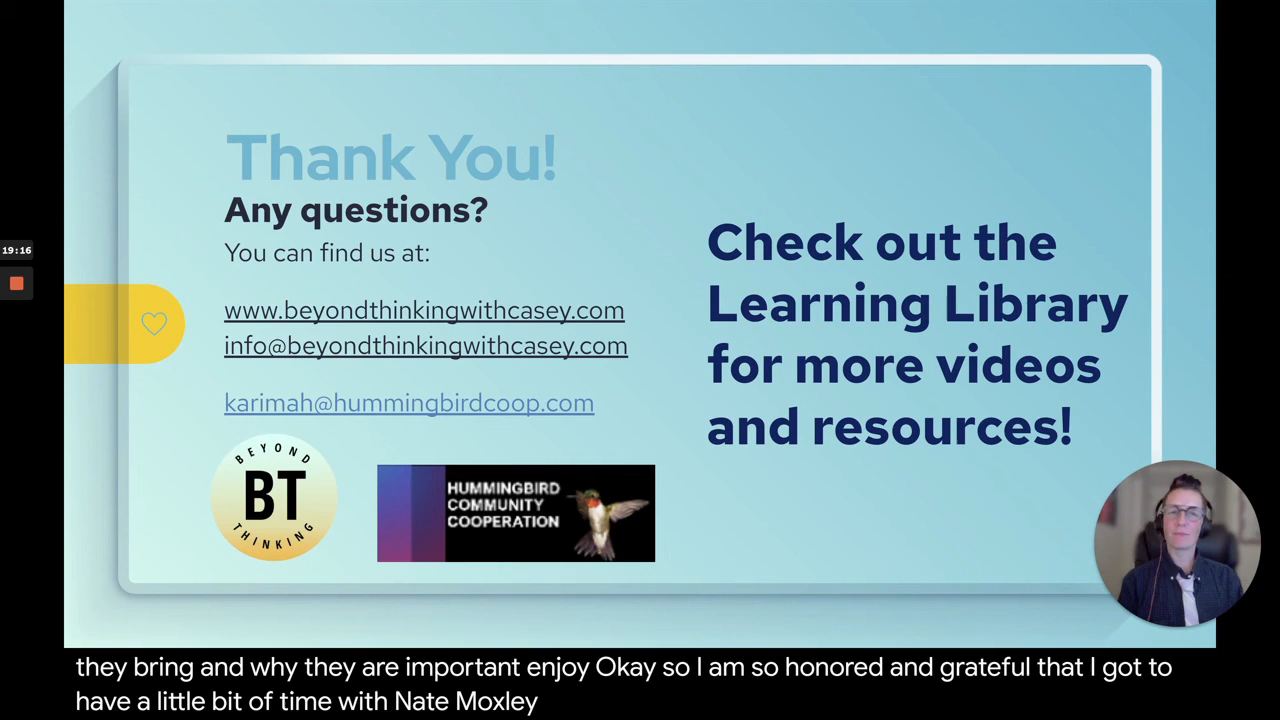 Thank You!
Any questions?
You can find us at:
www.beyondthinkingwithcasey.com
info@beyondthinkingwithcasey.com
karimah@hummingbirdcoop.com
BEYOND
BT
THINKING
HUMMINGBIRD
COMMUNITY
COOPERATION
Check out the
Learning Library
for more videos
and resources!
19:16
they bring and why they are important enjoy Okay so I am so honored and grateful that I got to
have a little bit of time with Nate Moxley